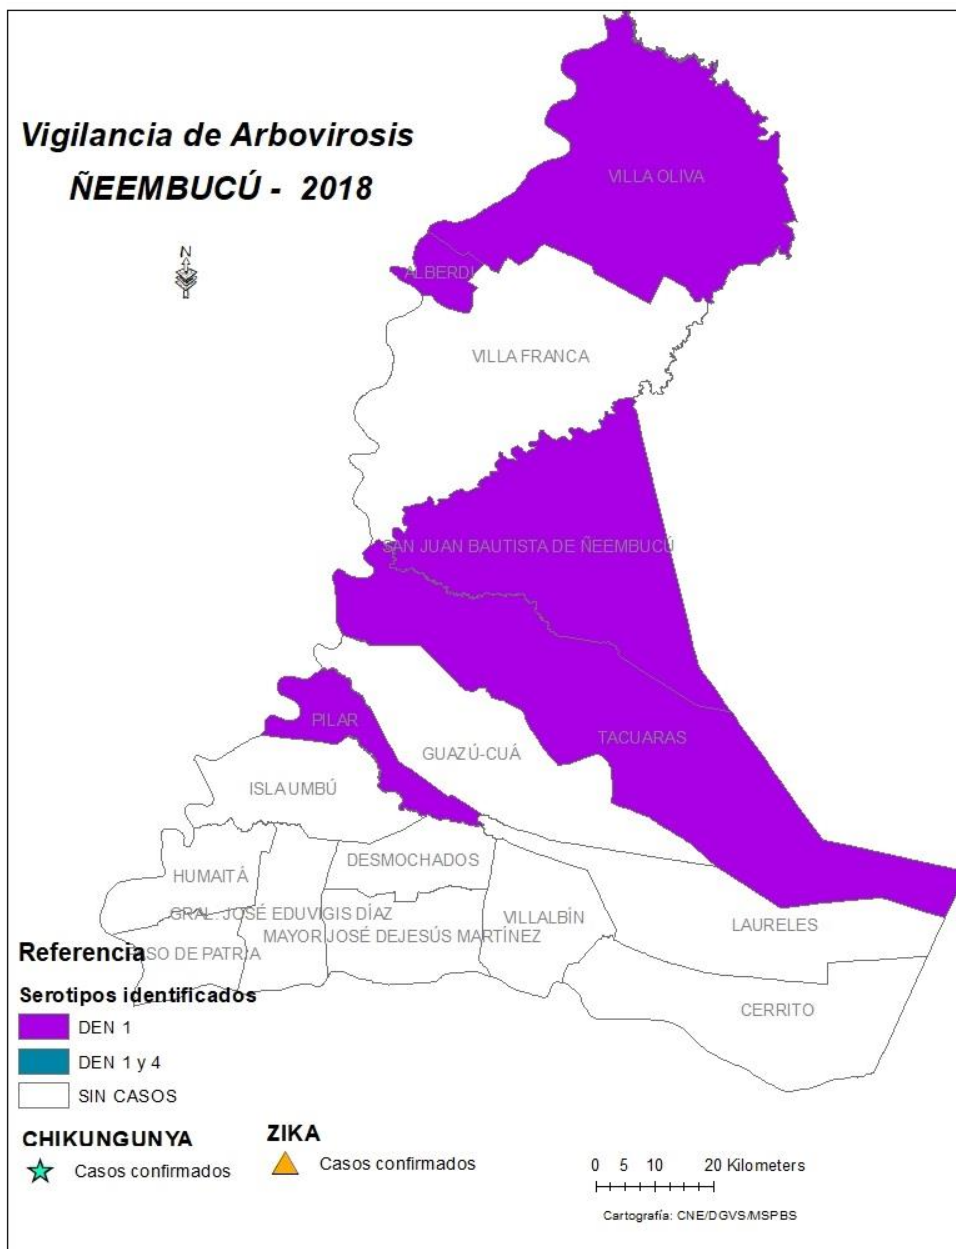 Vigilancia de Arbovirosis
ÑEEMBUCÚ - 2018
N
VILLA OLIVA
ALBERDI
VILLA FRANCA
SAN JUAN BAUTISTA DE ÑEEMBUCÚ
PILAR
TACUARAS
GUAZÚ-CUÁ
ISLA UMBÚ
DESMOCHADOS
HUMAITÁ
GRAL. JOSÉ EDUVIGIS DÍAZ
VILLALBÍN
LAURELES
MAYOR JOSÉ DEJESÚS MARTÍNEZ
SO DE PATRIA
CERRITO
Referencia
Serotipos identificados
DEN 1
DEN 1 y 4
SIN CASOS
CHIKUNGUNYA
Casos confirmados
ZIKA
Casos confirmados
0 5 10 20 Kilometers
Cartografía: CNE/DGVS/MSPBS